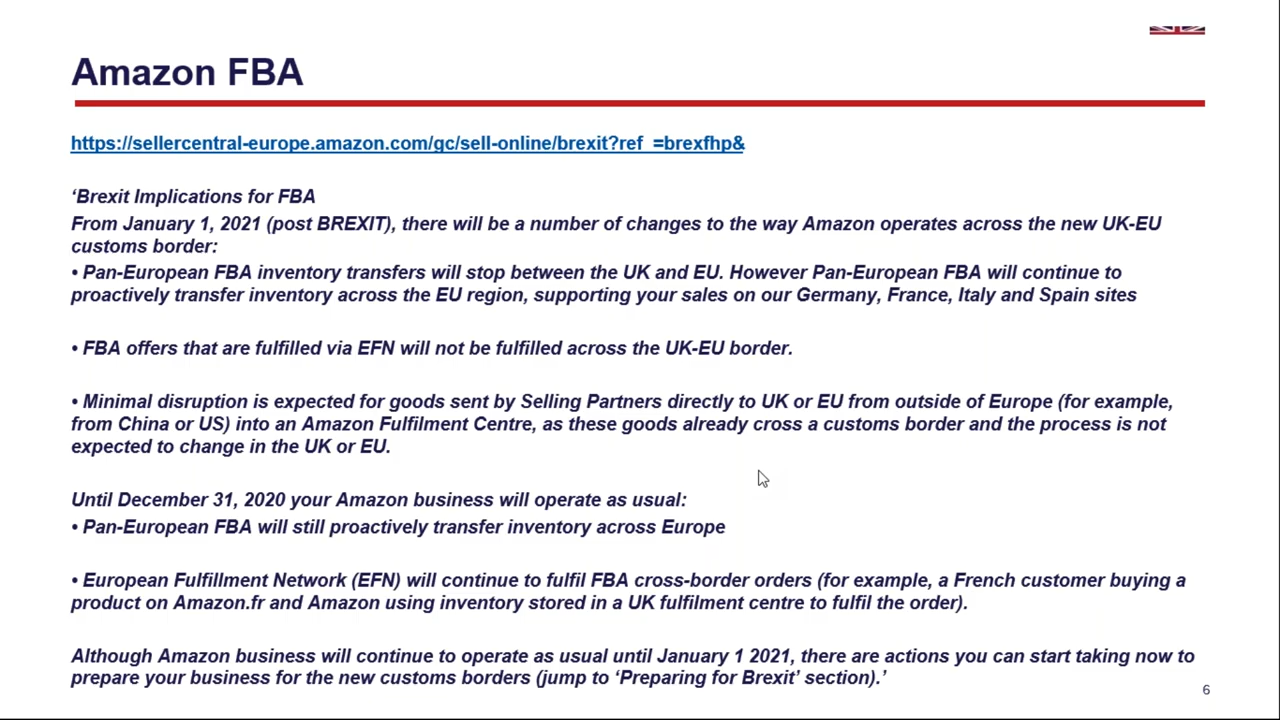 Amazon FBA
https://sellercentral-europe.amazon.com/gc/sell-online/brexit?ref_=brexfhp&
‘Brexit Implications for FBA
From January 1, 2021 (post BREXIT), there will be a number of changes to the way Amazon operates across the new UK-EU
customs border:
• Pan-European FBA inventory transfers will stop between the UK and EU. However Pan-European FBA will continue to
proactively transfer inventory across the EU region, supporting your sales on our Germany, France, Italy and Spain sites
• FBA offers that are fulfilled via EFN will not be fulfilled across the UK-EU border.
• Minimal disruption is expected for goods sent by Selling Partners directly to UK or EU from outside of Europe (for example,
from China or US) into an Amazon Fulfilment Centre, as these goods already cross a customs border and the process is not
expected to change in the UK or EU.
Until December 31, 2020 your Amazon business will operate as usual:
• Pan-European FBA will still proactively transfer inventory across Europe
• European Fulfillment Network (EFN) will continue to fulfil FBA cross-border orders (for example, a French customer buying a
product on Amazon.fr and Amazon using inventory stored in a UK fulfilment centre to fulfil the order).
Although Amazon business will continue to operate as usual until January 1 2021, there are actions you can start taking now to
prepare your business for the new customs borders (jump to ‘Preparing for Brexit’ section).’
6